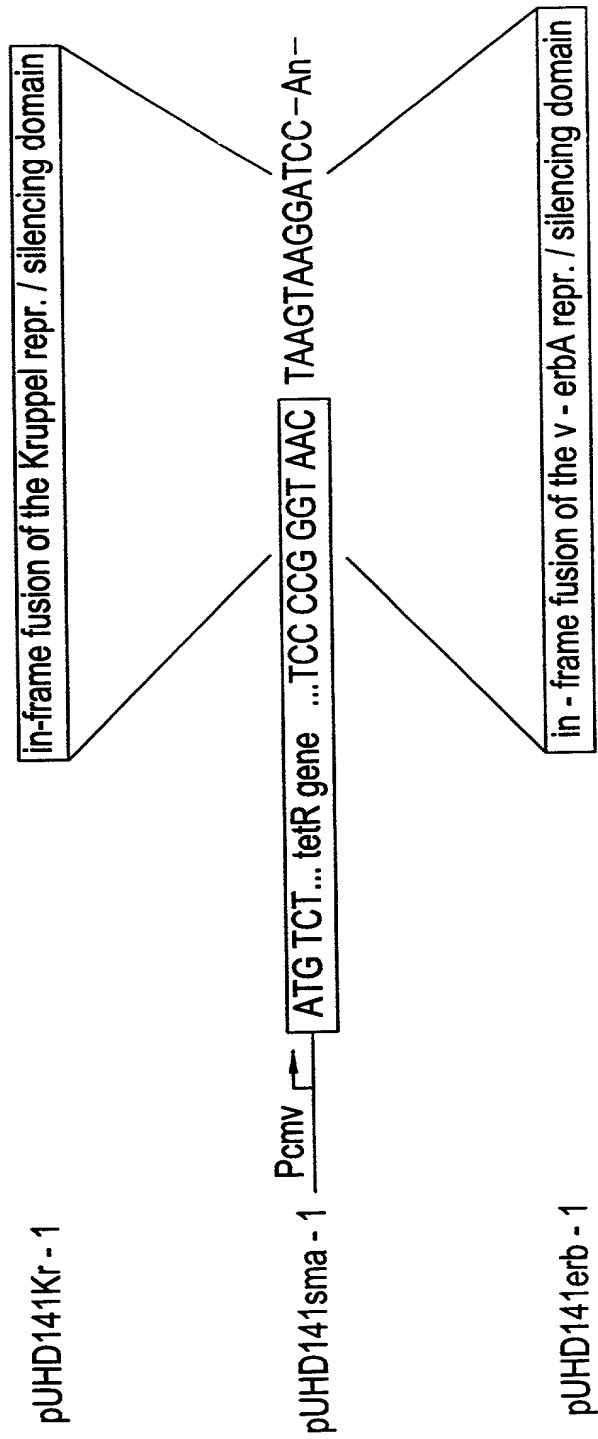 pUHD141Kr - 1
in-frame fusion of the Kruppel repr. / silencing domain
pUHD141sma - 1
Pcmv
ATG TCT... tetR gene ...TCC CCG GGT AAC
TAAGTAAGGATCC-An-
pUHD141erb - 1
in - frame fusion of the v - erbA repr. / silencing domain